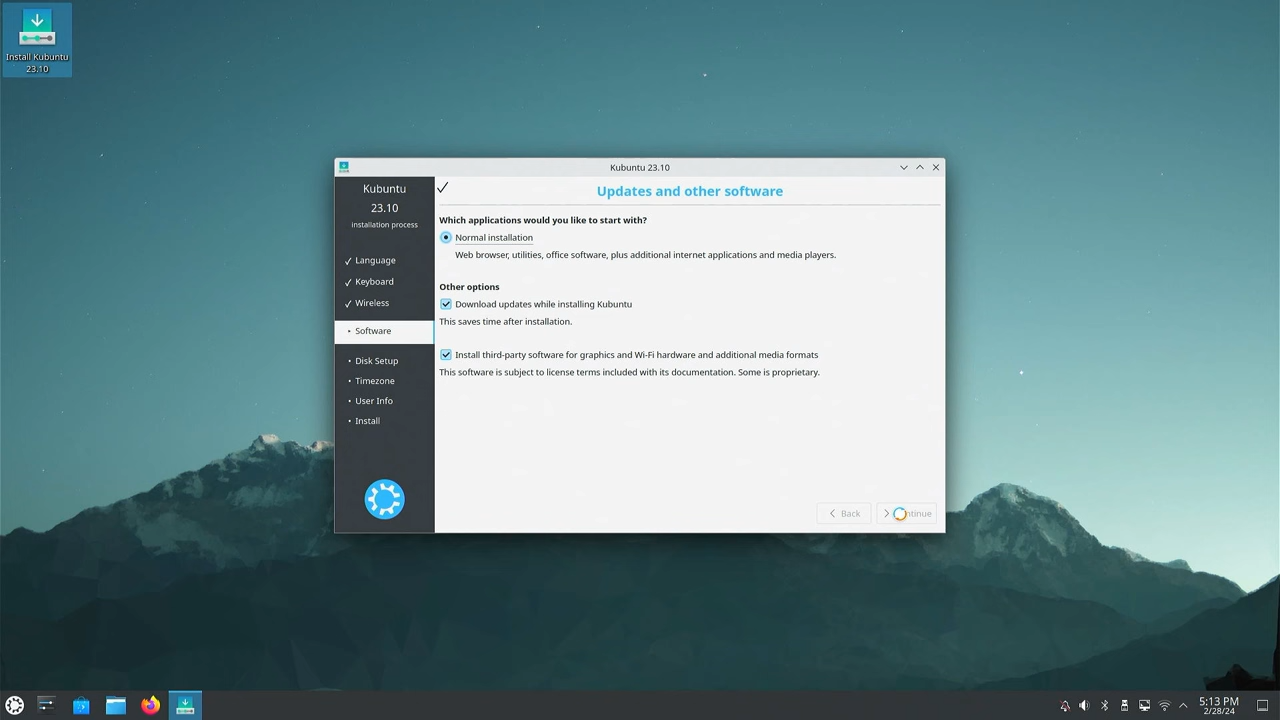 Install Kubuntu
23.10
Kubuntu 23.10
Kubuntu
23.10
installation process
Language
Keyboard
Wireless
Software
Disk Setup
Timezone
User Info
Install
Updates and other software
Which applications would you like to start with?
Normal installation
Web browser, utilities, office software, plus additional internet applications and media players.
Other options
Download updates while installing Kubuntu
This saves time after installation.
Install third-party software for graphics and Wi-Fi hardware and additional media formats
This software is subject to license terms included with its documentation. Some is proprietary.
Back
5:13 PM
2/28/24